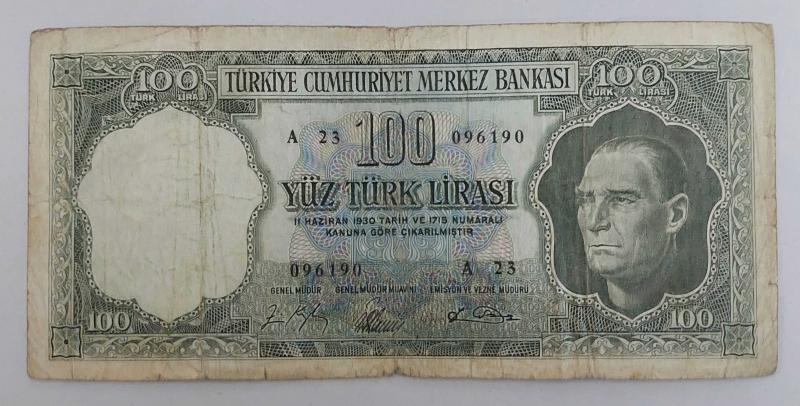 100 TÜRK LİRASI
TÜRKİYE CUMHURİYET MERKEZ BANKASI
100 TÜRK LİRASI
A 23 100 096190
YÜZ TÜRK LİRASI
11 HAZİRAN 1930 TARİH VE 1715 NUMARALI
KANUNA GÖRE ÇIKARILMIŞTIR
096190 A 23
GENEL MÜDÜR GENEL MÜDÜR MUAVNİ EMİSYON VE VEZNE MÜDÜRÜ
100 100